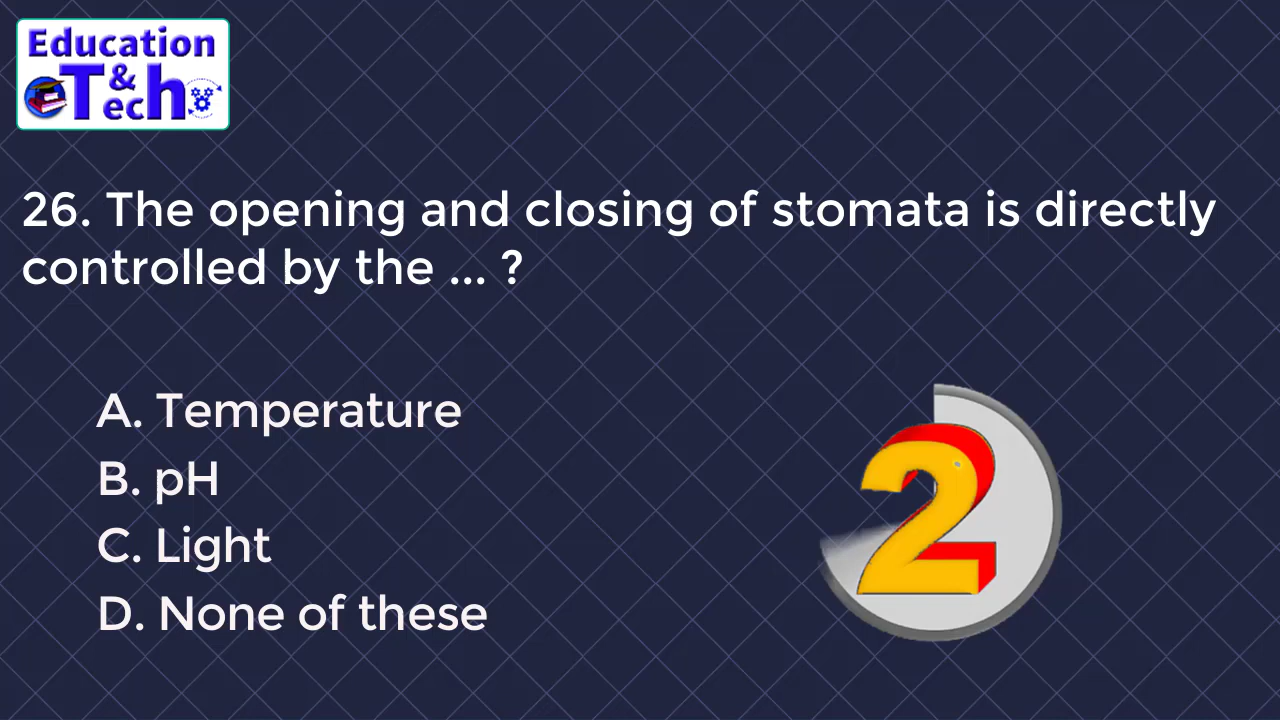 Education
&
Tech
26. The opening and closing of stomata is directly
controlled by the ... ?
A. Temperature
B. pH
C. Light
D. None of these
2